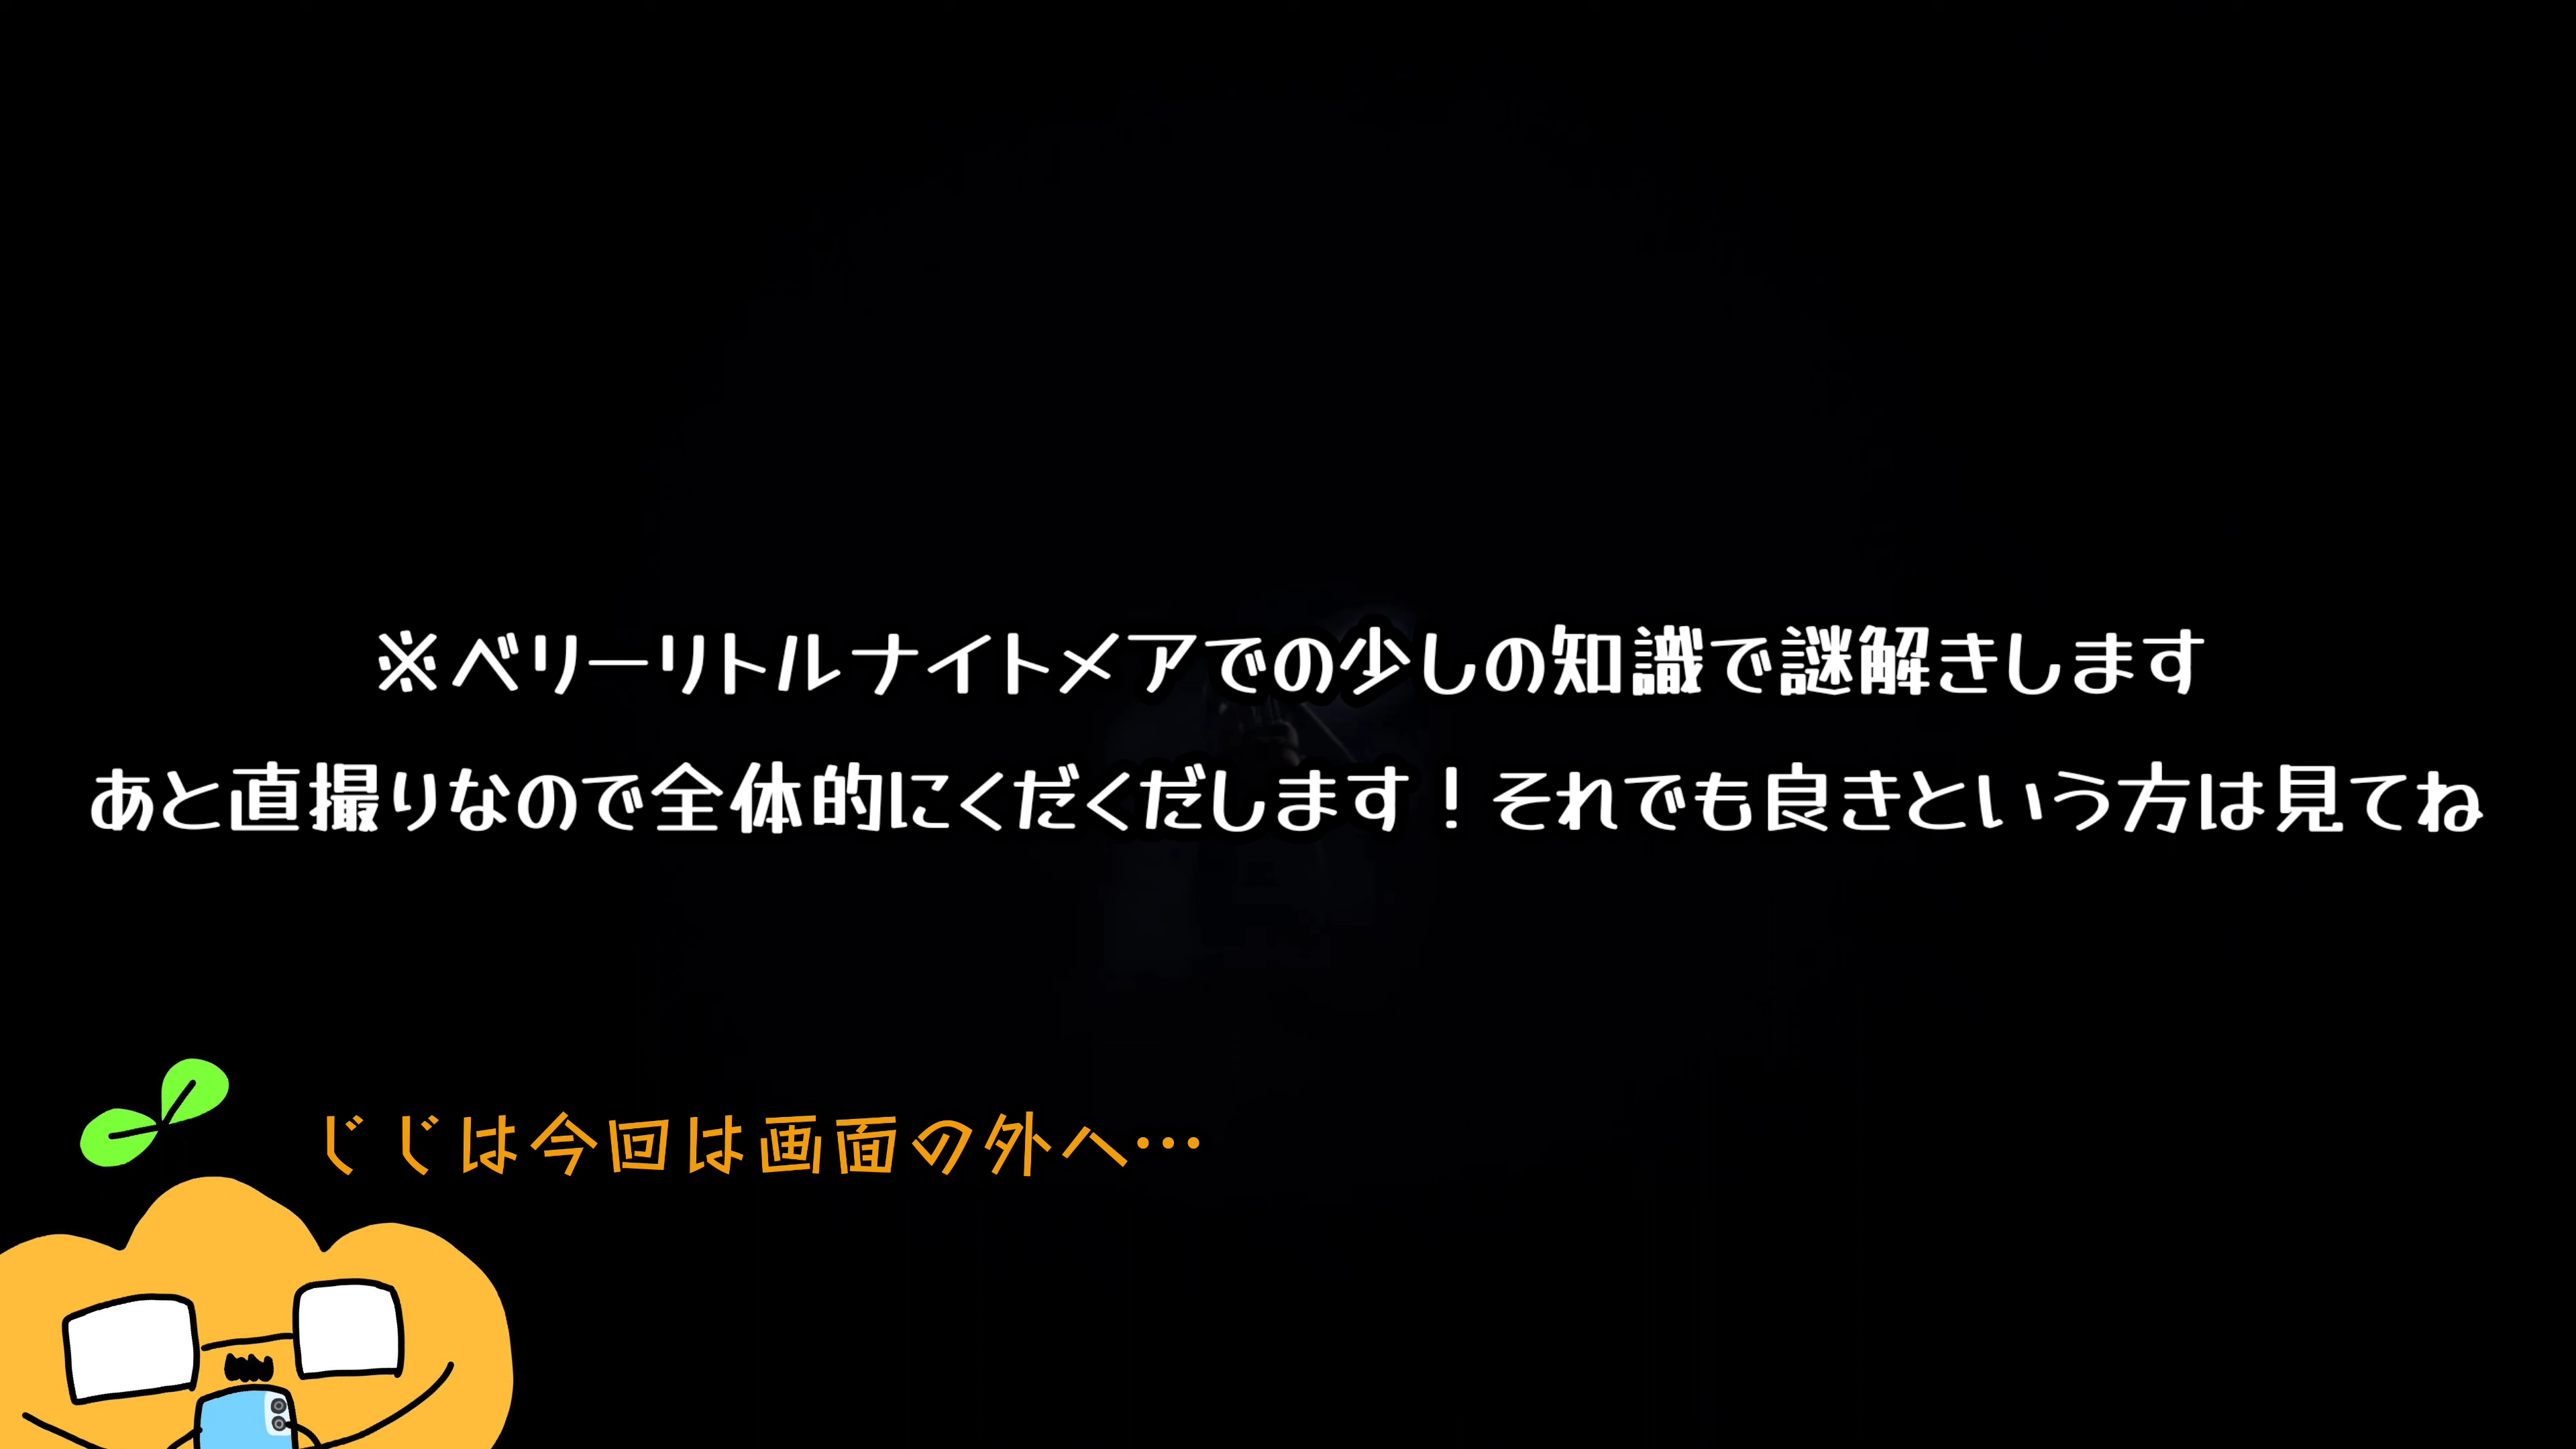 ※ベリーリトルナイトメアでの少しの知識で謎解きします
あと直撮りなので全体的にくだくだします！それでも良きという方は見てね
じじは今回は画面の外へ…